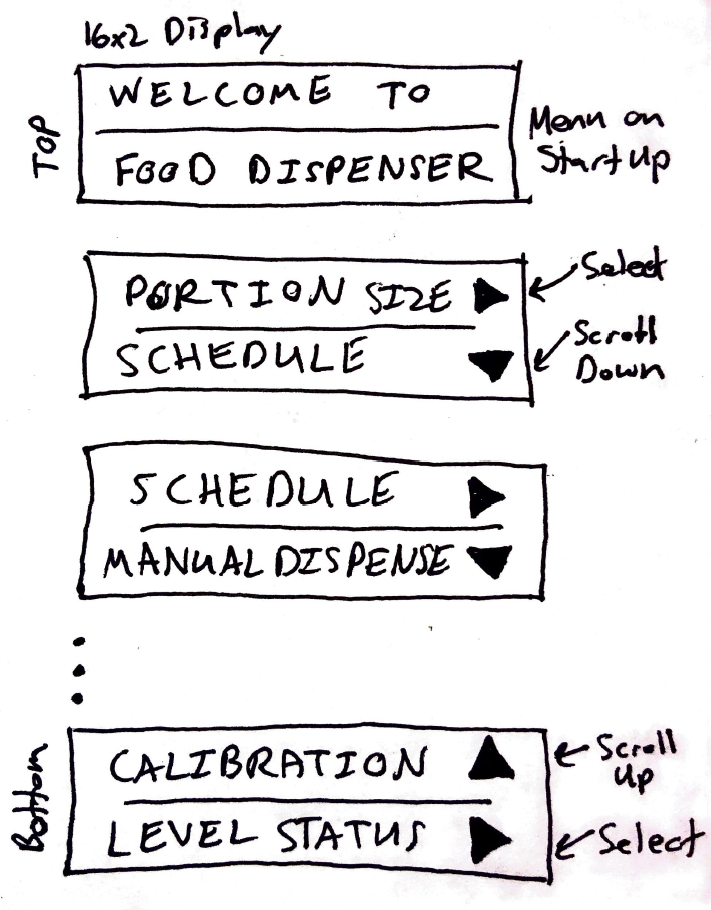 16x2 Display
TOP
WELCOME TO
FOOD DISPENSER
Menu on
Start Up
PORTION SIZE
Select
SCHEDULE
Scroll
Down
SCHEDULE
MANUAL DISPENSE
Bottom
CALIBRATION
Scroll
Up
LEVEL STATUS
Select